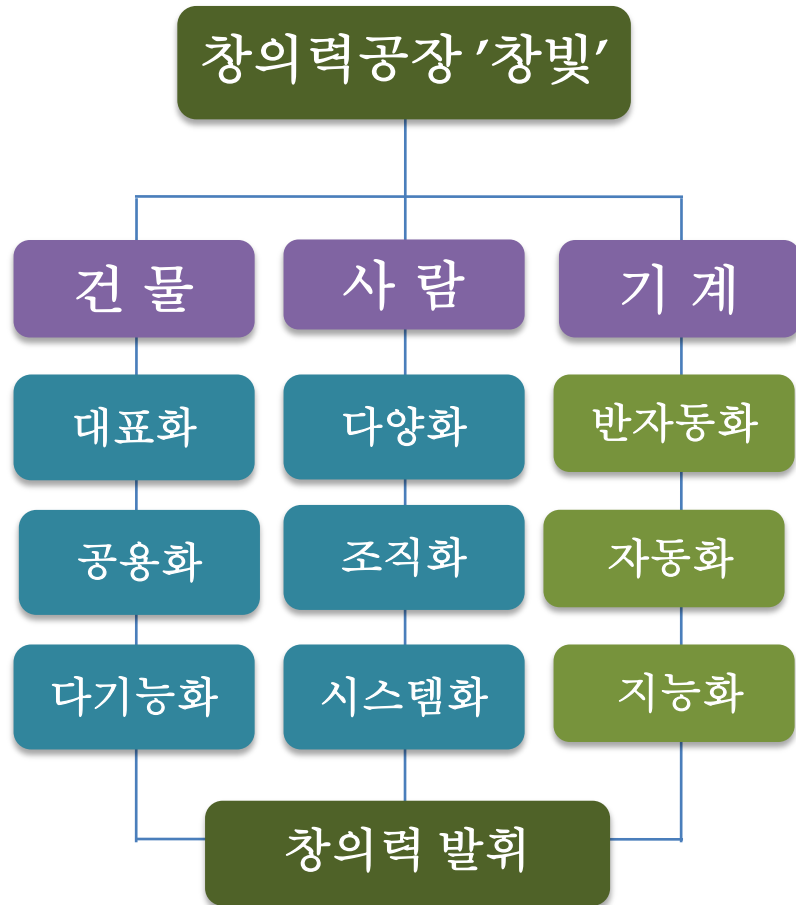 창의력공장 '창빛'
건 물
사 람
기 계
대표화
다양화
반자동화
공용화
조직화
자동화
다기능화
시스템화
지능화
창의력 발휘